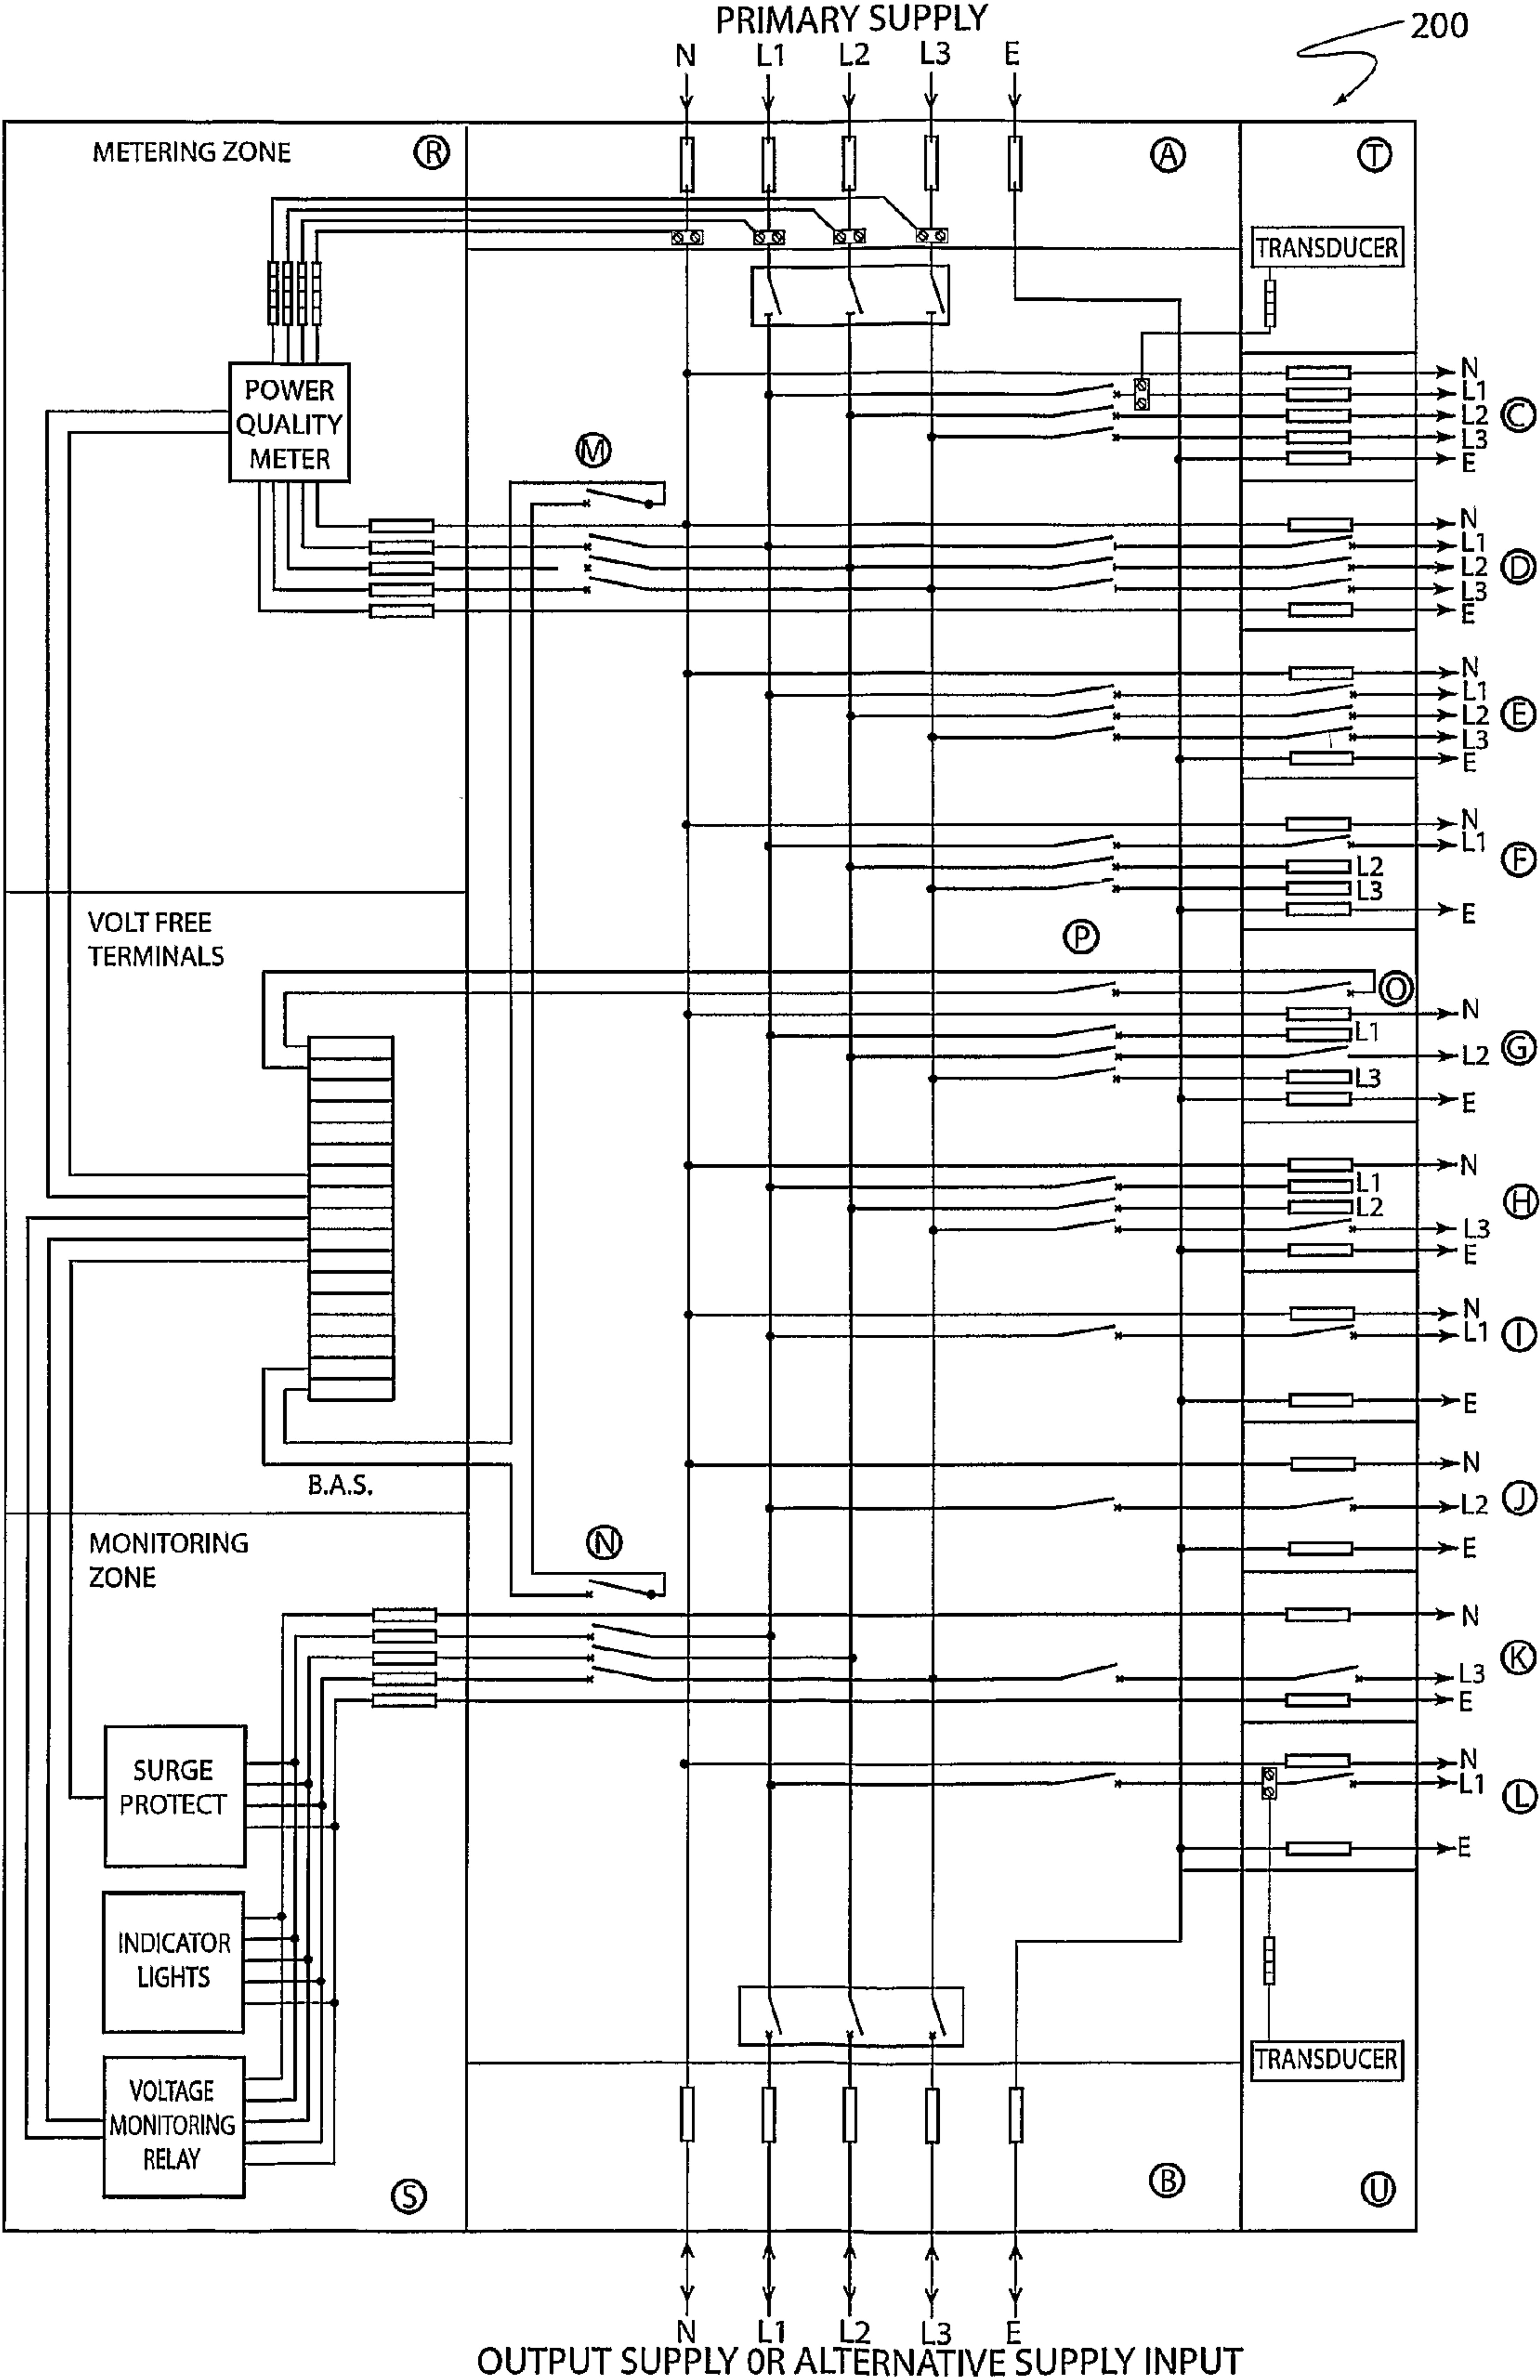 PRIMARY SUPPLY
200
N L1 L2 L3 E
METERING ZONE
R
A
T
TRANSDUCER
POWER
QUALITY
METER
N
L1
L2
L3
E
C
M
N
L1
L2
L3
E
D
N
L1
L2
L3
E
E
N
L1
L2
L3
E
F
VOLT FREE
TERMINALS
P
O
N
L1
L2
L3
E
G
N
L1
L2
L3
E
H
N
L1
E
I
B.A.S.
N
L2
E
J
MONITORING
ZONE
N
N
L3
E
K
SURGE
PROTECT
N
L1
E
L
INDICATOR
LIGHTS
TRANSDUCER
VOLTAGE
MONITORING
RELAY
S
B
U
N L1 L2 L3 E
OUTPUT SUPPLY OR ALTERNATIVE SUPPLY INPUT